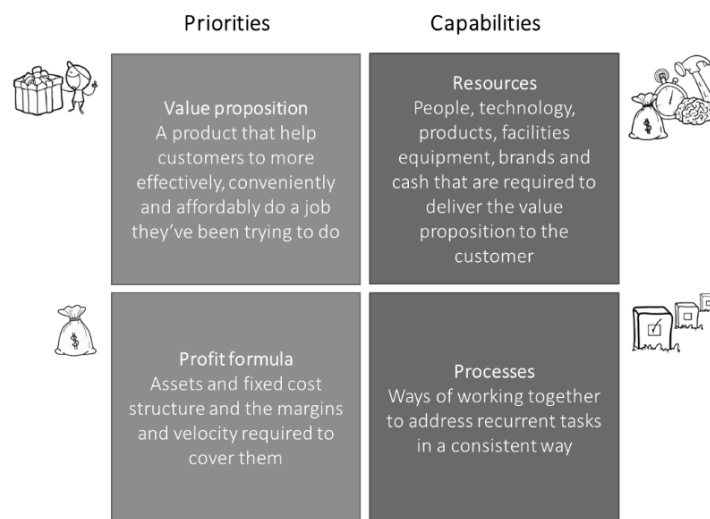 Priorities
Capabilities
Value proposition
A product that help
customers to more
effectively, conveniently
and affordably do a job
they've been trying to do
Resources
People, technology,
products, facilities
equipment, brands and
cash that are required to
deliver the value
proposition to the
customer
Profit formula
Assets and fixed cost
structure and the margins
and velocity required to
cover them
Processes
Ways of working together
to address recurrent tasks
in a consistent way
$
$